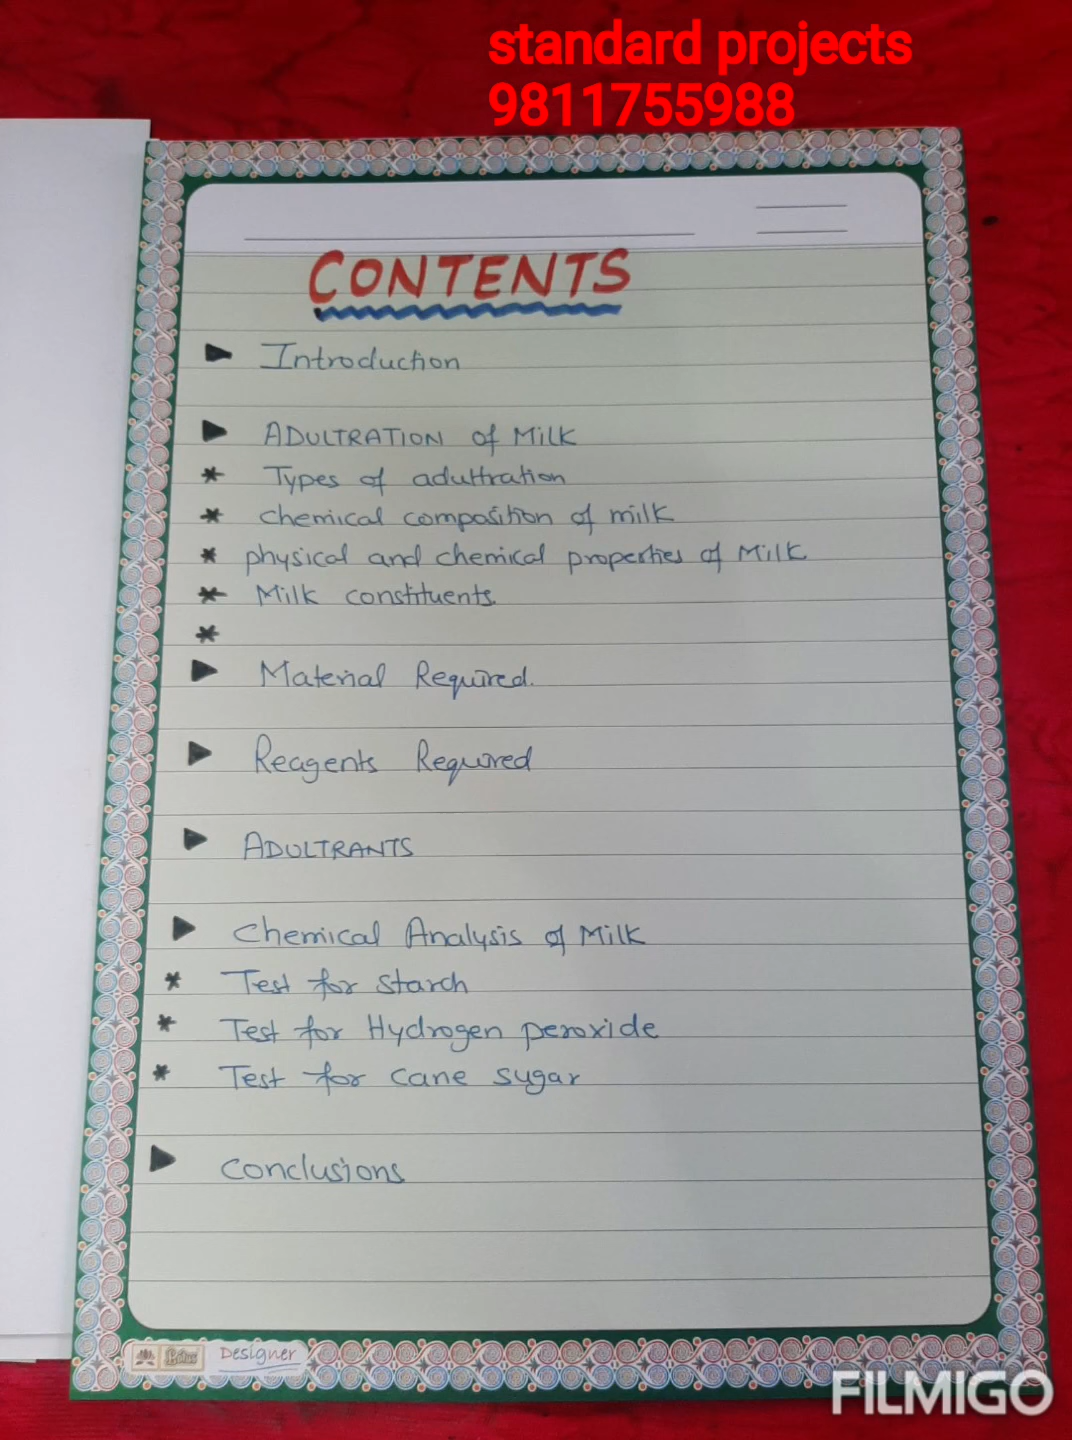 standard projects
9811755988
CONTENTS
Introduction
ADULTRATION of Milk
* Types of adultration
* chemical composition of milk
* physical and chemical properties of Milk
* Milk constituents.
*
Material Required.
Reagents Required
ADULTRANTS
Chemical Analysis of Milk
* Test for starch
* Test for Hydrogen peroxide
* Test for cane sugar
conclusions
Lotus Designer
FILMIGO